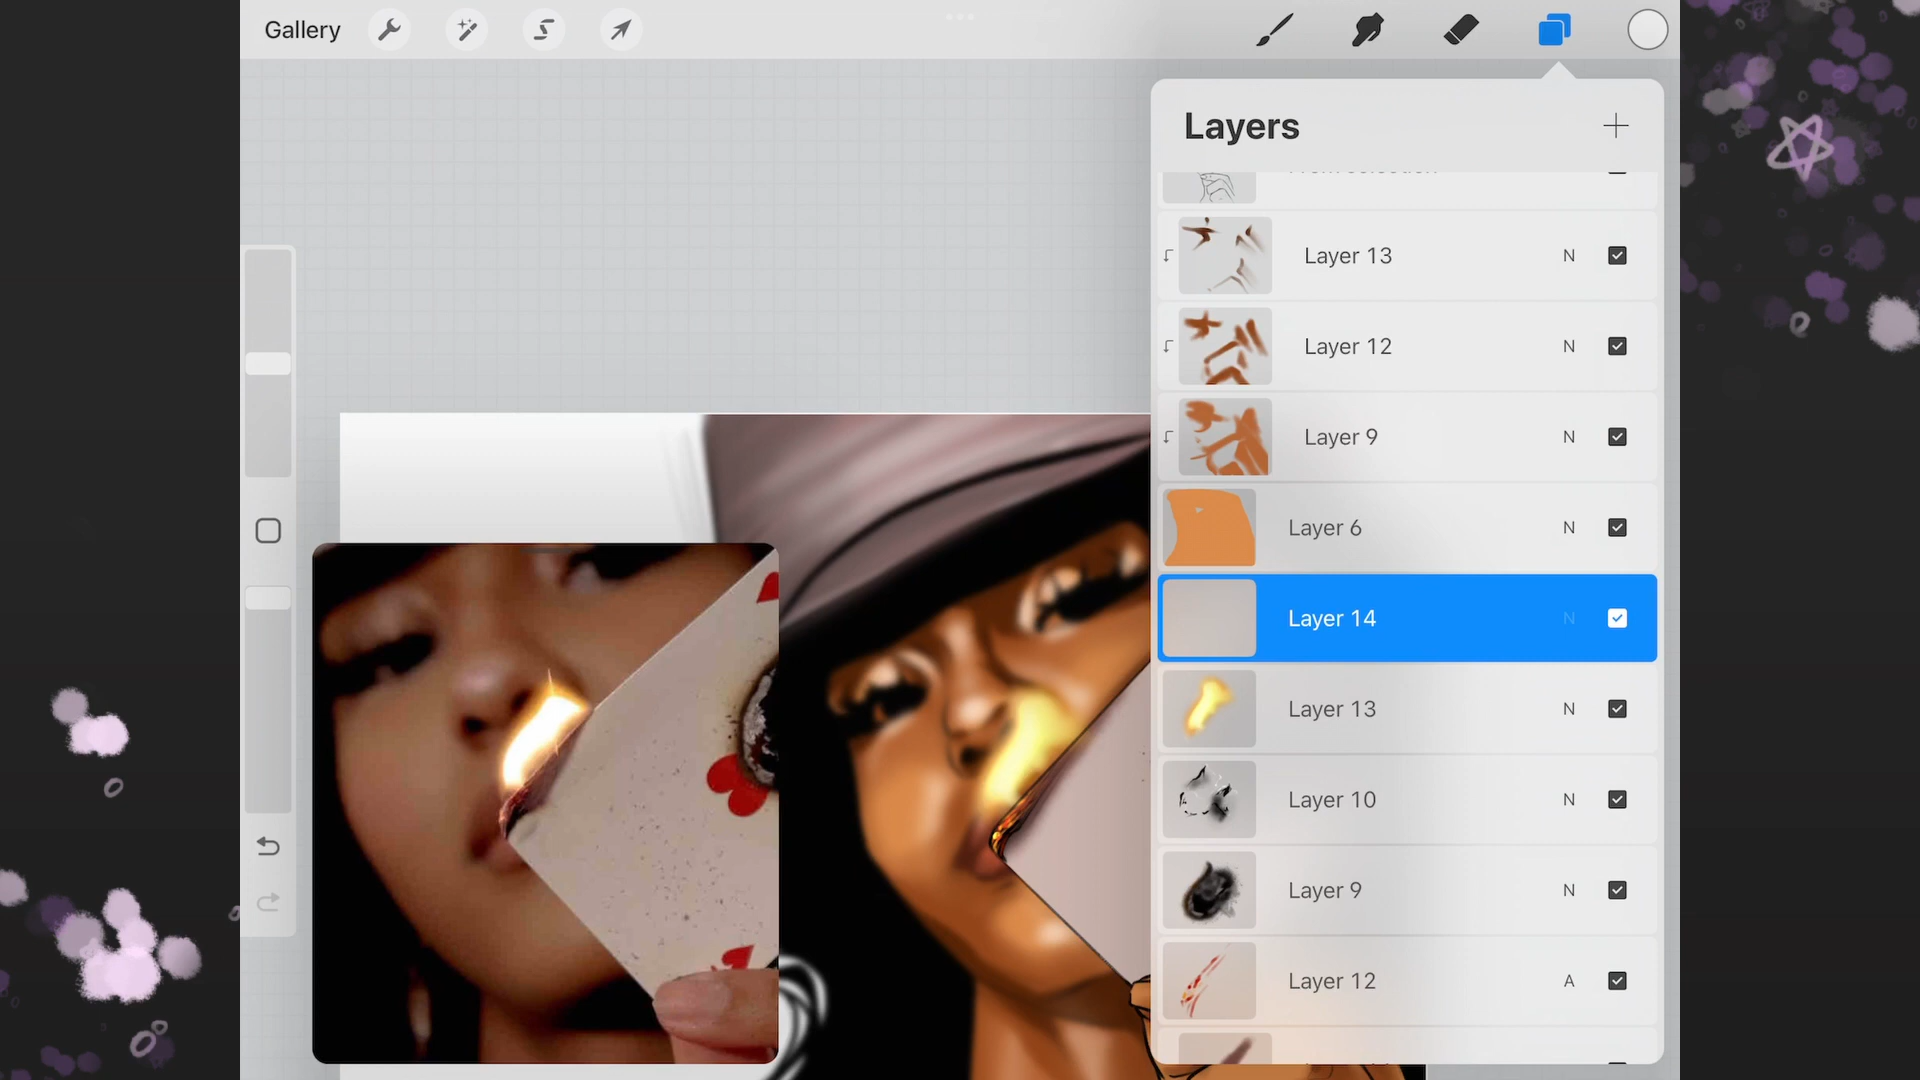 Gallery
Layers
Layer 13 N
Layer 12 N
Layer 9 N
Layer 6 N
Layer 14 N
Layer 13 N
Layer 10 N
Layer 9 N
Layer 12 A